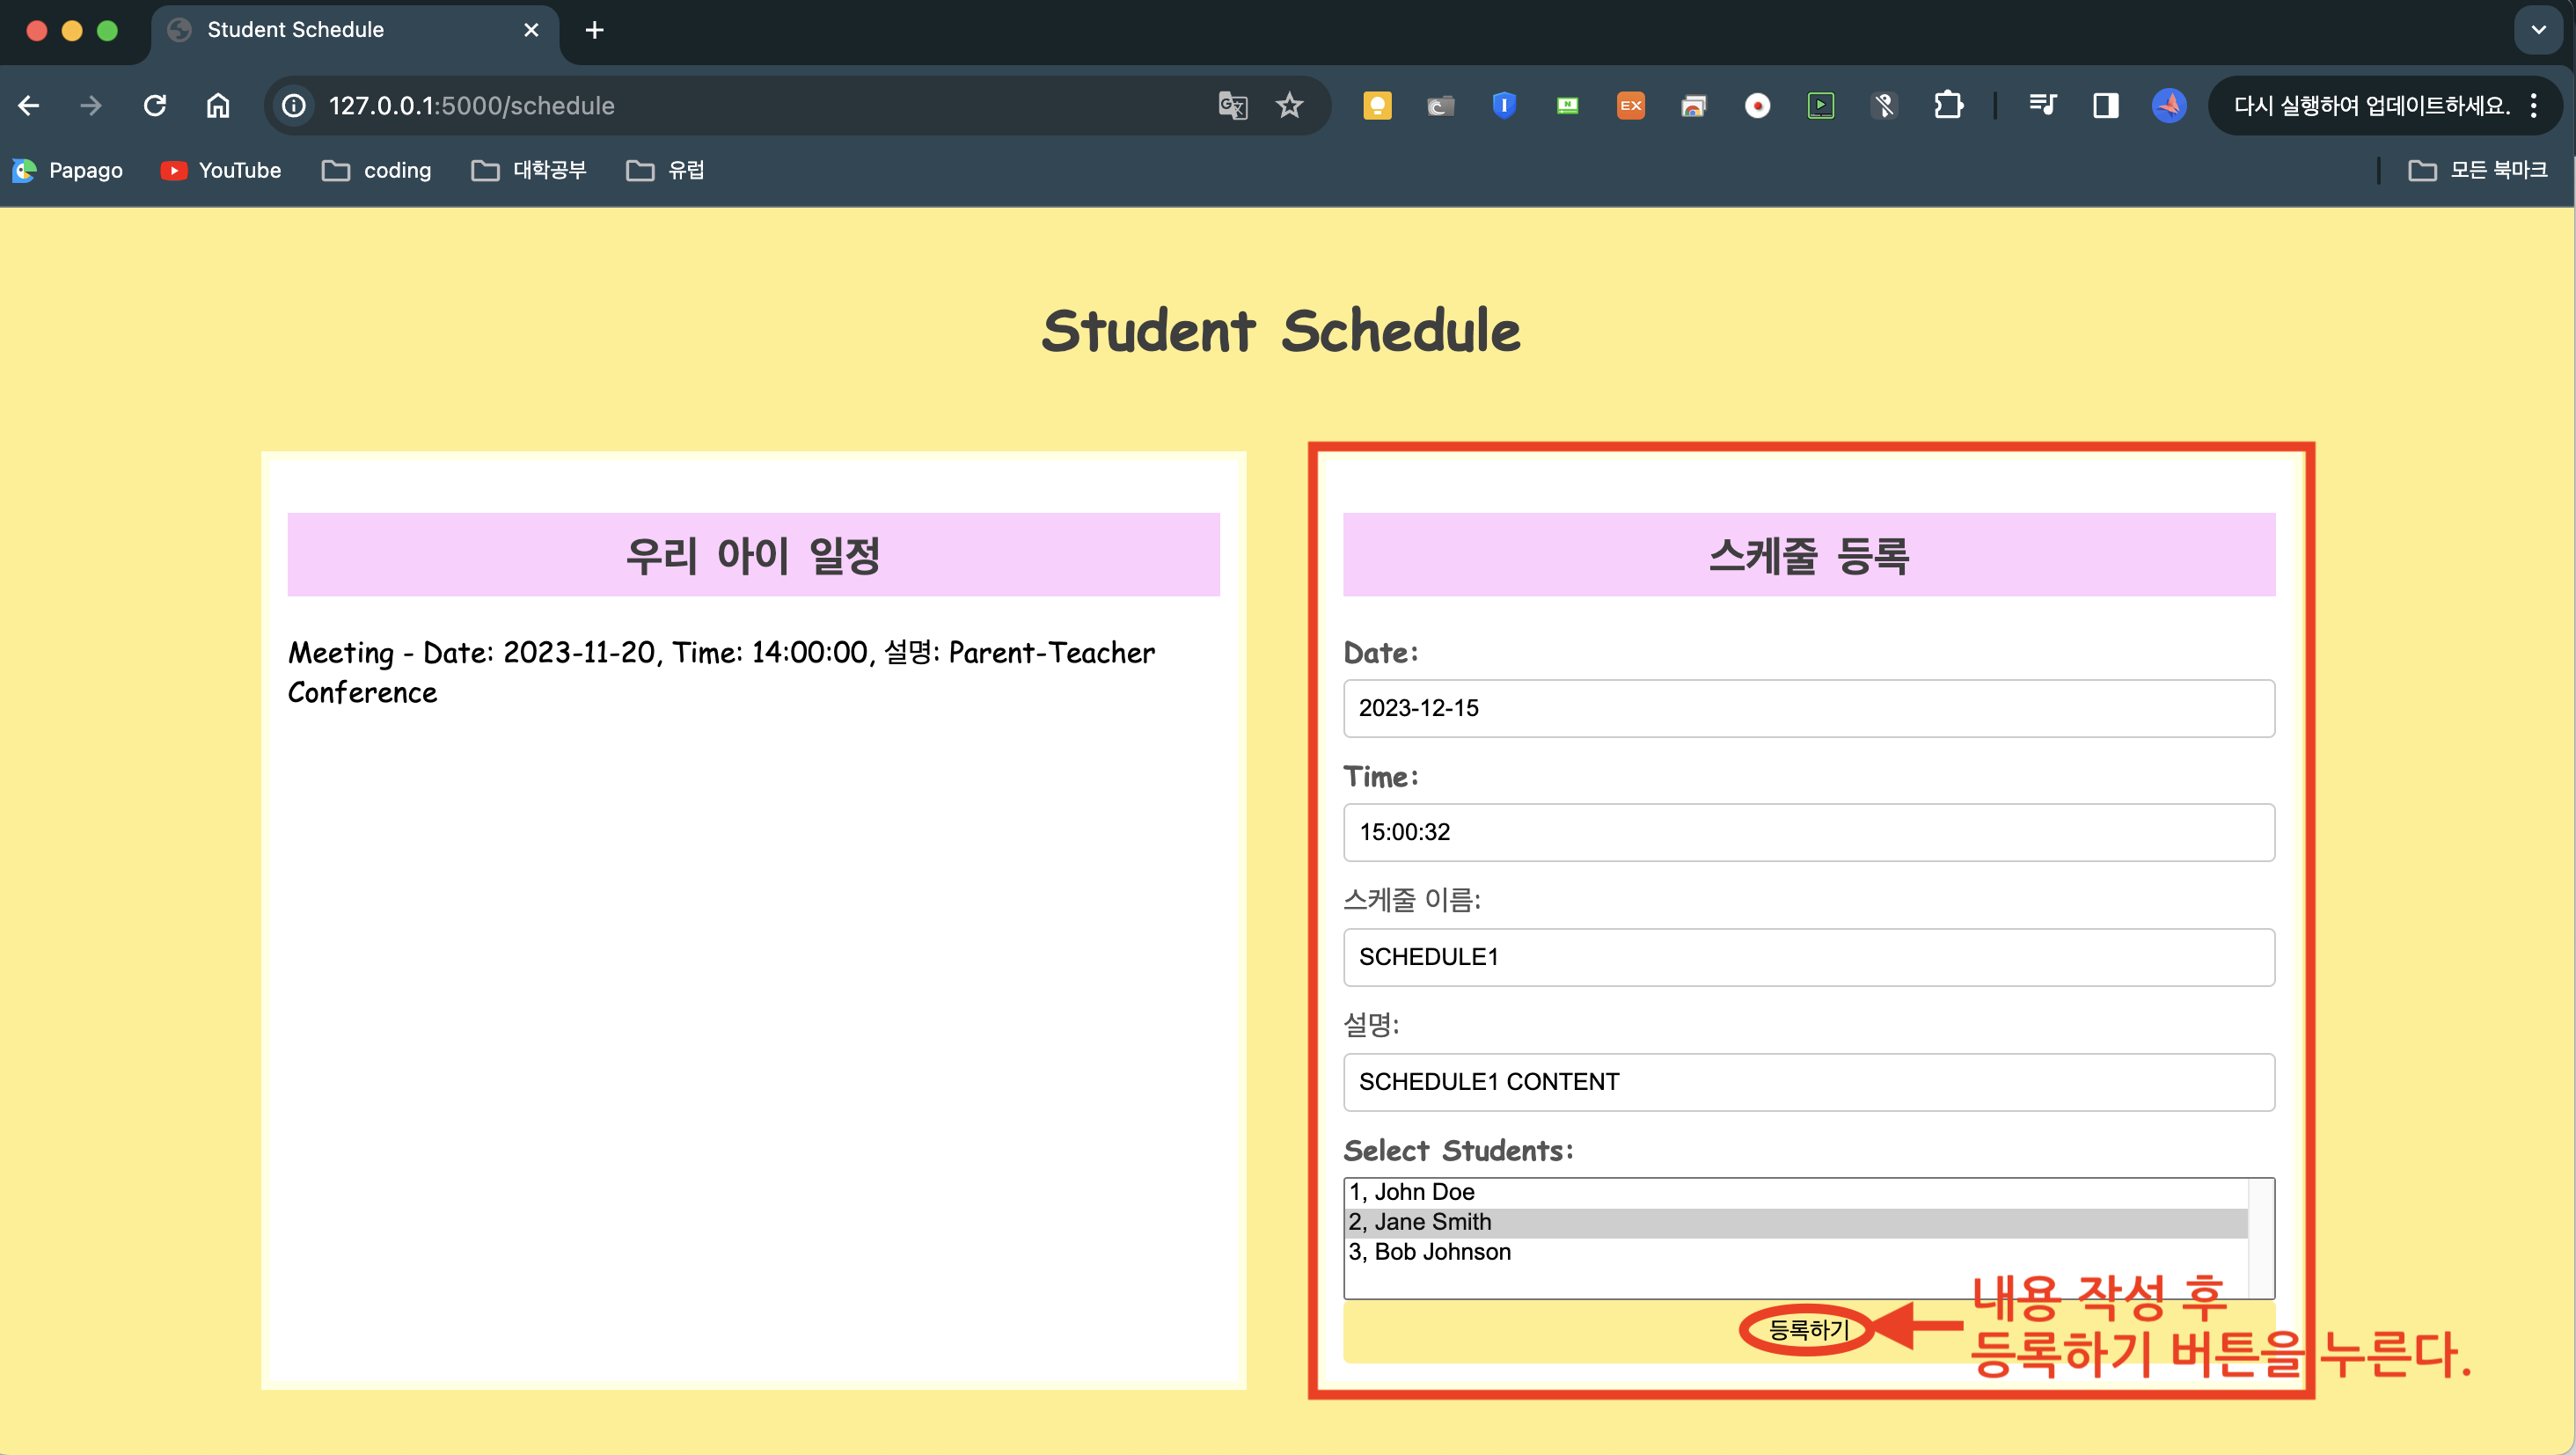 Student Schedule
127.0.0.1:5000/schedule
EX
다시 실행하여 업데이트하세요.
Papago
YouTube
coding
대학공부
유럽
모든 북마크
Student Schedule
우리 아이 일정
Meeting - Date: 2023-11-20, Time: 14:00:00, 설명: Parent-Teacher
Conference
스케줄 등록
Date:
2023-12-15
Time:
15:00:32
스케줄 이름:
SCHEDULE1
설명:
SCHEDULE1 CONTENT
Select Students:
1, John Doe
2, Jane Smith
3, Bob Johnson
등록하기
내용 작성 후
등록하기 버튼을 누른다.